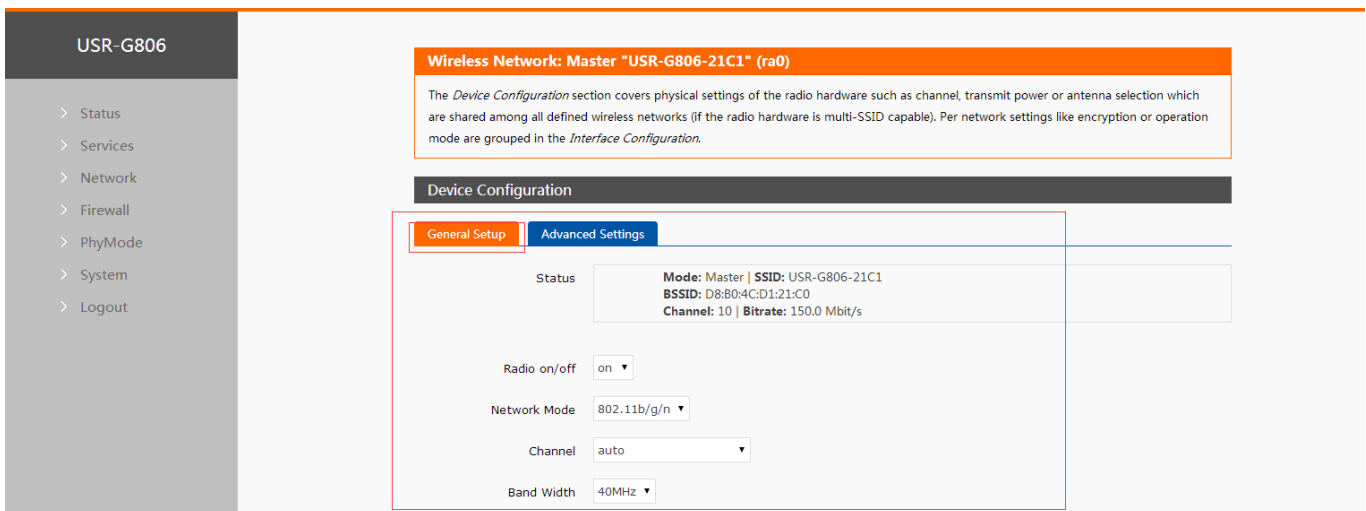 USR-G806
Status
Services
Network
Firewall
PhyMode
System
Logout
Wireless Network: Master "USR-G806-21C1" (ra0)
The Device Configuration section covers physical settings of the radio hardware such as channel, transmit power or antenna selection which
are shared among all defined wireless networks (if the radio hardware is multi-SSID capable). Per network settings like encryption or operation
mode are grouped in the Interface Configuration.
Device Configuration
General Setup Advanced Settings
Status Mode: Master | SSID: USR-G806-21C1
BSSID: D8:B0:4C:D1:21:C0
Channel: 10 | Bitrate: 150.0 Mbit/s
Radio on/off on
Network Mode 802.11b/g/n
Channel auto
Band Width 40MHz